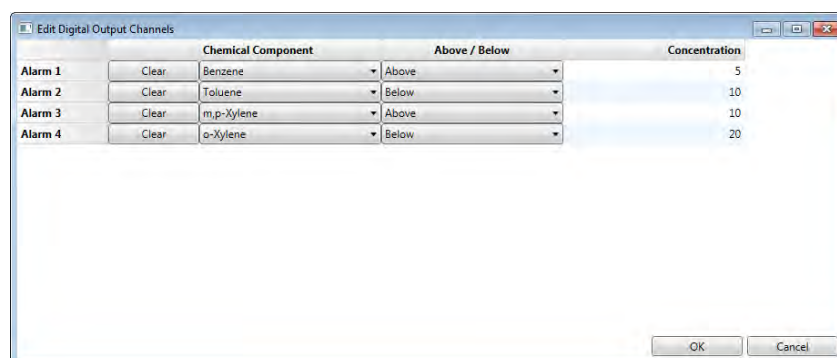 Edit Digital Output Channels
Chemical Component Above / Below Concentration
Alarm 1 Clear Benzene Above 5
Alarm 2 Clear Toluene Below 10
Alarm 3 Clear m,p-Xylene Above 10
Alarm 4 Clear o-Xylene Below 20
OK Cancel